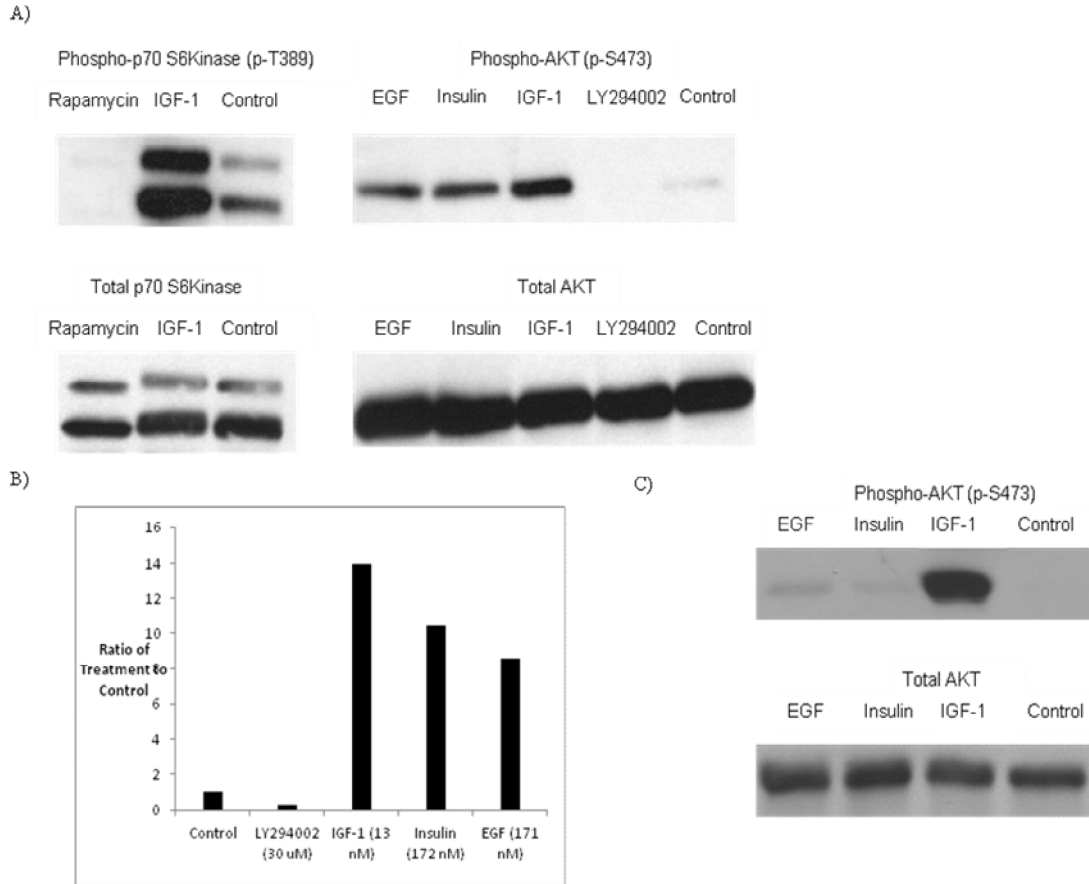 A)
Phospho-p70 S6Kinase (p-T389)
Phospho-AKT (p-S473)
Rapamycin IGF-1 Control
EGF Insulin IGF-1 LY294002 Control
Total p70 S6Kinase
Total AKT
Rapamycin IGF-1 Control
EGF Insulin IGF-1 LY294002 Control
B)
16
14
12
10
8
6
4
2
0
Ratio of
Treatment to
Control
Control
LY294002
(30 uM)
IGF-1 (13
nM)
Insulin
(172 nM)
EGF (171
nM)
C)
Phospho-AKT (p-S473)
EGF Insulin IGF-1 Control
Total AKT
EGF Insulin IGF-1 Control